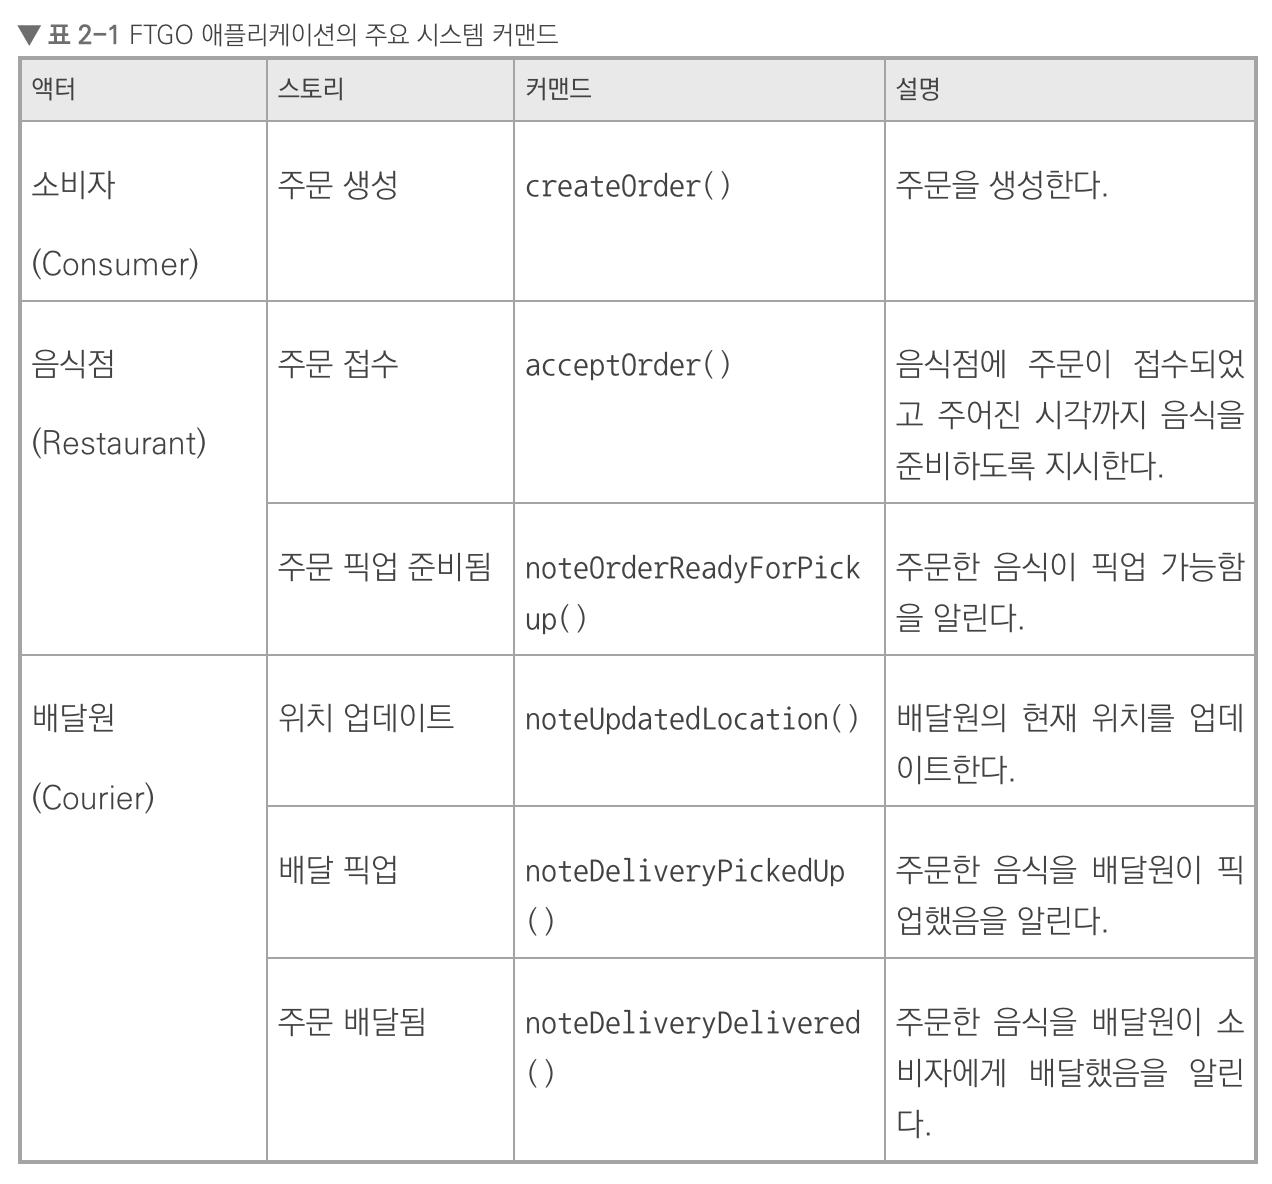 ▼ 표 2-1 FTGO 애플리케이션의 주요 시스템 커맨드
액터 스토리 커맨드 설명
소비자 주문 생성 createOrder() 주문을 생성한다.
(Consumer)
음식점 주문 접수 acceptOrder() 음식점에 주문이 접수되었
(Restaurant) 고 주어진 시각까지 음식을
준비하도록 지시한다.
주문 픽업 준비됨 noteOrderReadyForPick 주문한 음식이 픽업 가능함
up() 을 알린다.
배달원 위치 업데이트 noteUpdatedLocation() 배달원의 현재 위치를 업데
(Courier) 이트한다.
배달 픽업 noteDeliveryPickedUp 주문한 음식을 배달원이 픽
() 업했음을 알린다.
주문 배달됨 noteDeliveryDelivered 주문한 음식을 배달원이 소
() 비자에게 배달했음을 알린
다.